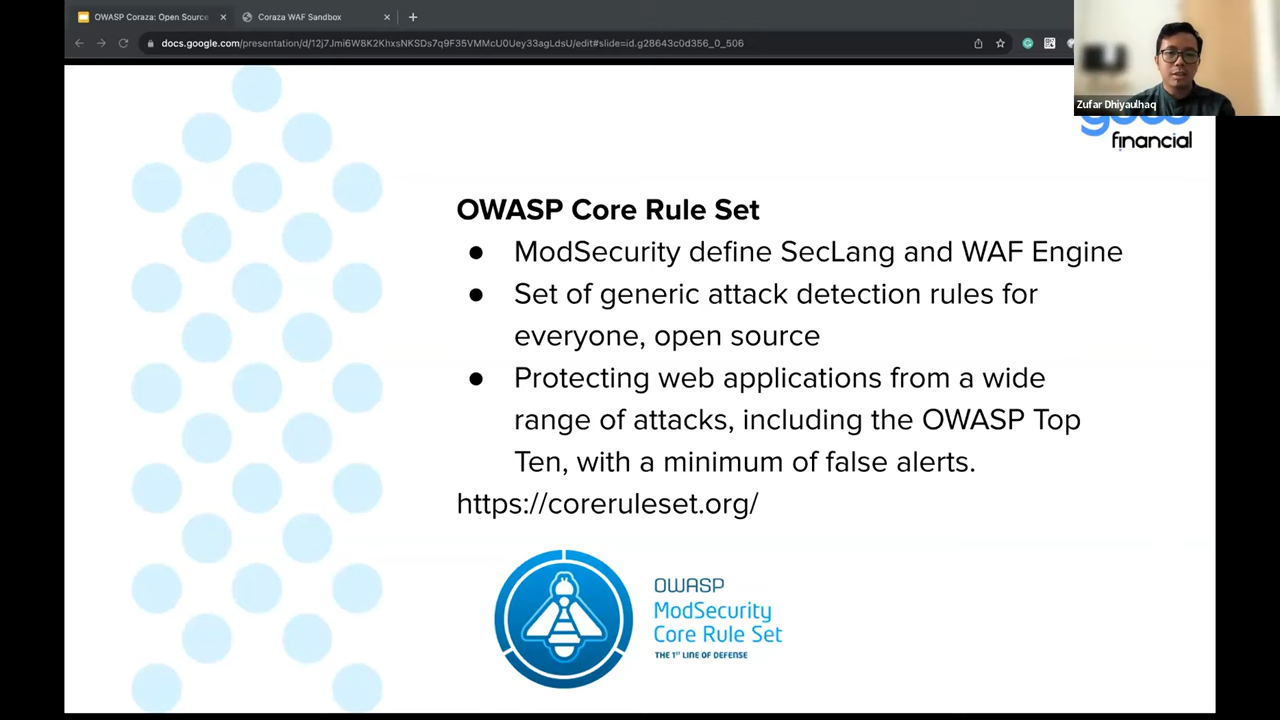 OWASP Coraza: Open Source
Coraza WAF Sandbox
docs.google.com/presentation/d/12j7Jmi6W8K2KhxsNKSDs7q9F35VMMcU0Uey33agLdsU/edit#slide=id.g28643c0d356_0_506
Zufar Dhiyaulhaq
financial
OWASP Core Rule Set
● ModSecurity define SecLang and WAF Engine
● Set of generic attack detection rules for
everyone, open source
● Protecting web applications from a wide
range of attacks, including the OWASP Top
Ten, with a minimum of false alerts.
https://coreruleset.org/
OWASP
ModSecurity
Core Rule Set
THE 1ST LINE OF DEFENSE